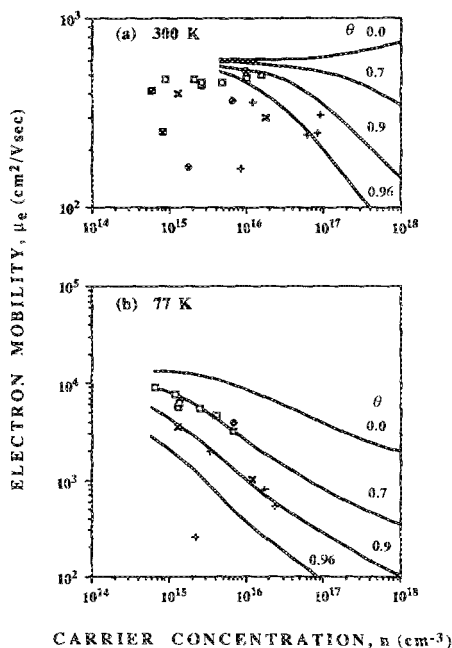 10³
(a) 300 K
θ 0.0
0.7
0.9
0.96
10²
10¹⁴ 10¹⁵ 10¹⁶ 10¹⁷ 10¹⁸
ELECTRON MOBILITY, μe (cm²/Vsec)
10⁵
(b) 77 K
10⁴
θ
0.0
10³
0.7
0.9
0.96
10²
10¹⁴ 10¹⁵ 10¹⁶ 10¹⁷ 10¹⁸
CARRIER CONCENTRATION, n (cm⁻³)